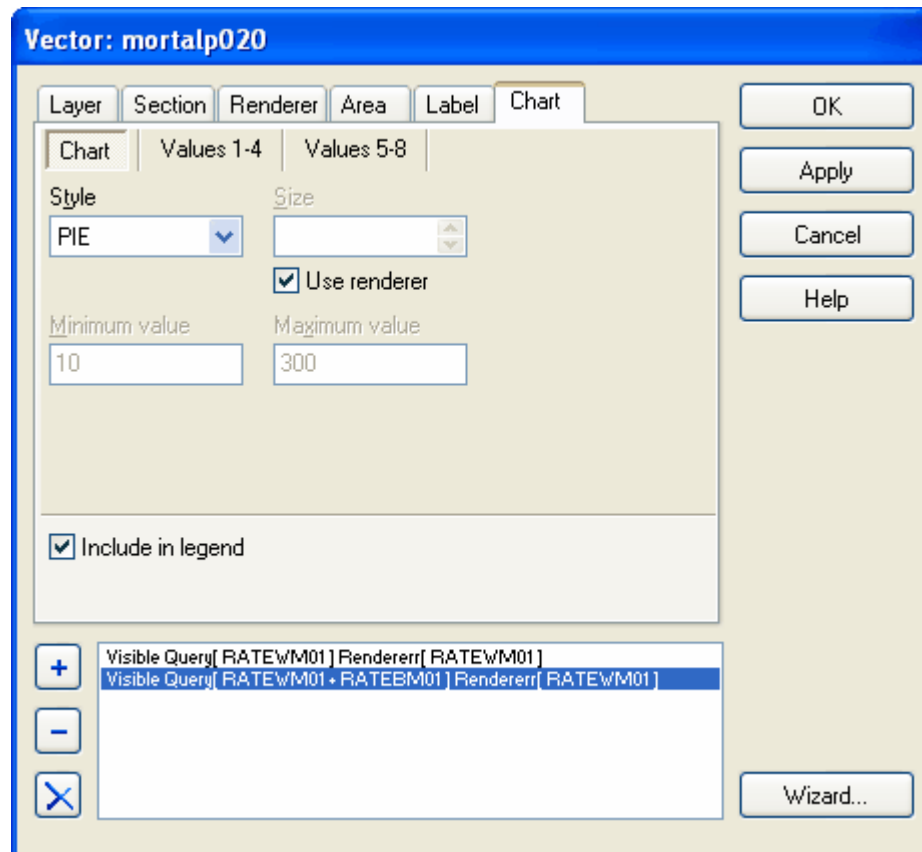 Vector: mortalp020
Layer Section Renderer Area Label Chart
Chart Values 1-4 Values 5-8
Style Size
PIE
Use renderer
Minimum value Maximum value
10 300
Include in legend
OK
Apply
Cancel
Help
Visible Query[ RATEWM01 ] Rendererr[ RATEWM01 ]
Visible Query[ RATEWM01+ RATEBM01 ] Rendererr[ RATEWM01 ]
Wizard...